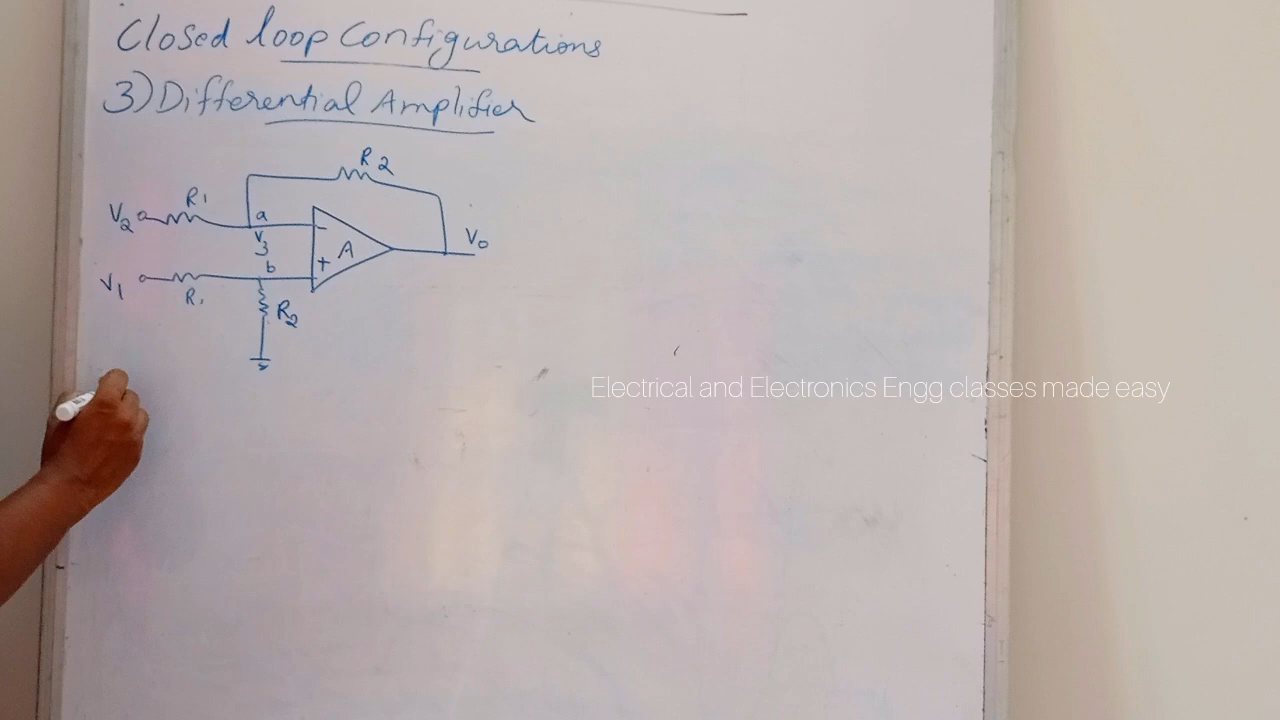 Closed loop Configurations
3) Differential Amplifier
R2
R1
V2
a
-
V3
A
V0
b
+
V1
R1
R2
Electrical and Electronics Engg classes made easy